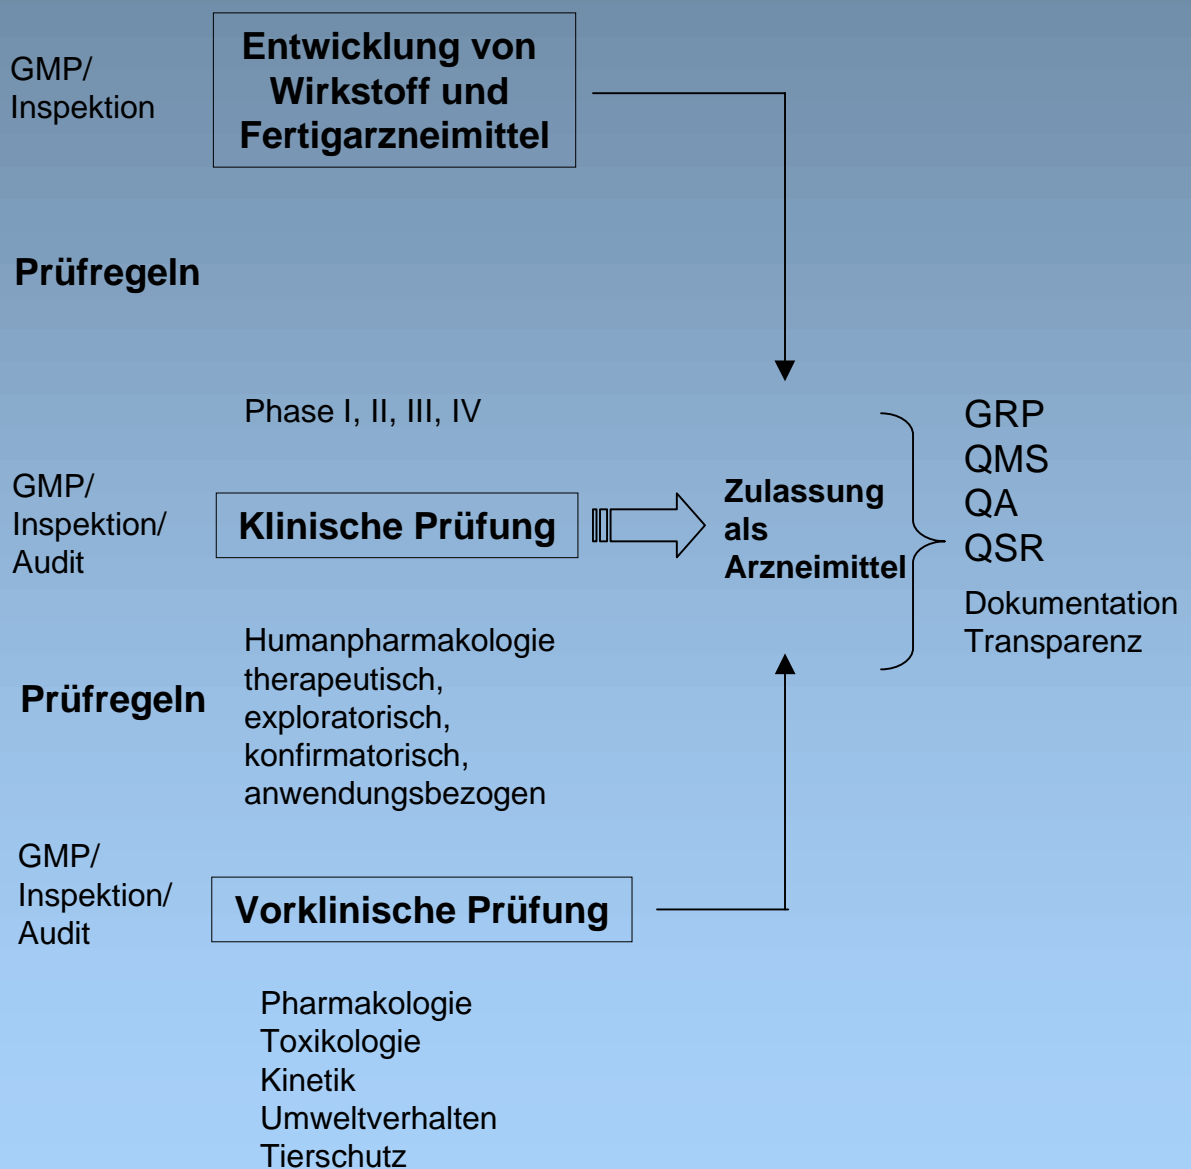 GMP/
Inspektion
Entwicklung von
Wirkstoff und
Fertigarzneimittel
Prüfregeln
Phase I, II, III, IV
GMP/
Inspektion/
Audit
Klinische Prüfung
Zulassung
als
Arzneimittel
GRP
QMS
QA
QSR
Dokumentation
Transparenz
Prüfregeln
Humanpharmakologie
therapeutisch,
exploratorisch,
konfirmatorisch,
anwendungsbezogen
GMP/
Inspektion/
Audit
Vorklinische Prüfung
Pharmakologie
Toxikologie
Kinetik
Umweltverhalten
Tierschutz